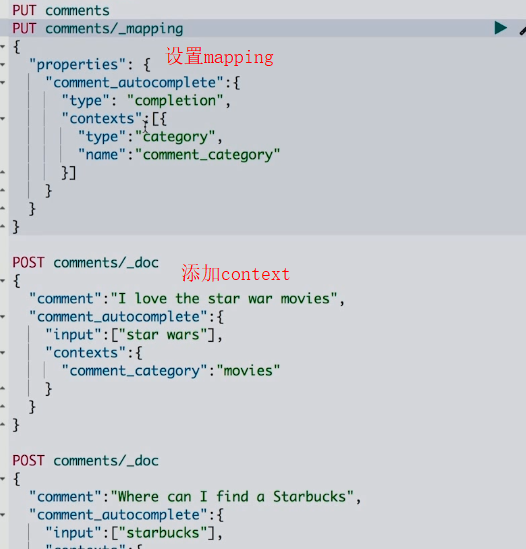 PUT comments
PUT comments/_mapping
{
"properties": { 设置mapping
"comment_autocomplete":{
"type": "completion",
"contexts":[{
"type":"category",
"name":"comment_category"
}]
}
}
}
POST comments/_doc 添加context
{
"comment":"I love the star war movies",
"comment_autocomplete":{
"input":["star wars"],
"contexts":{
"comment_category":"movies"
}
}
}
POST comments/_doc
{
"comment":"Where can I find a Starbucks",
"comment_autocomplete":{
"input":["starbucks"],
"contexts":{